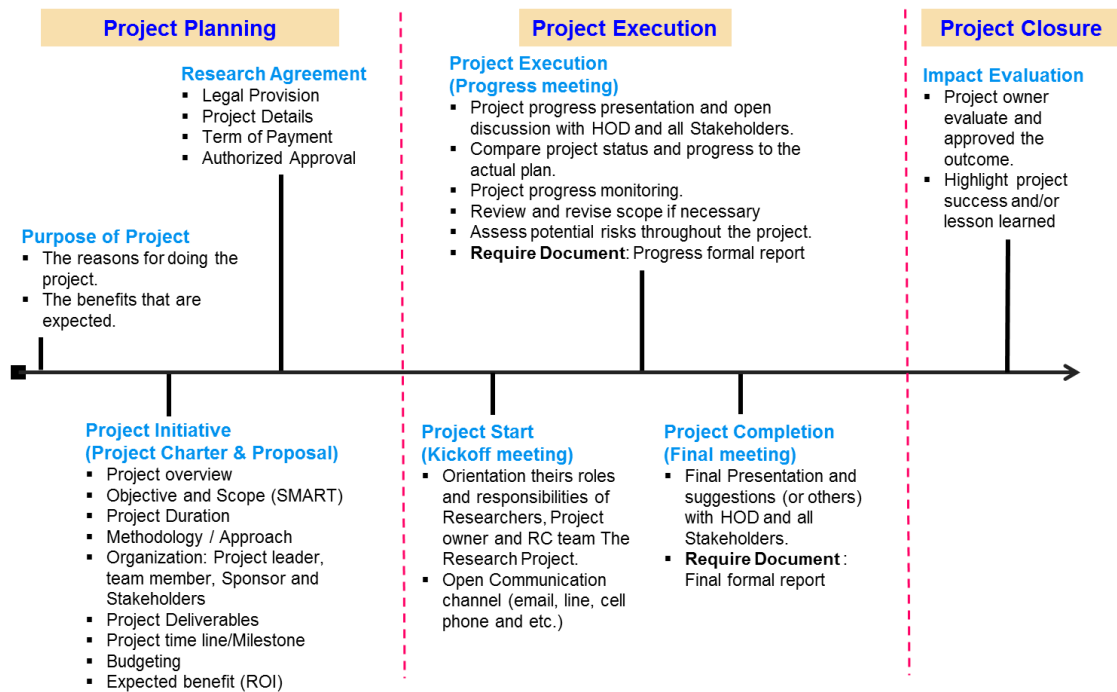 Project Planning
Project Execution
Project Closure
Research Agreement
▪ Legal Provision
▪ Project Details
▪ Term of Payment
▪ Authorized Approval
Purpose of Project
▪ The reasons for doing the
project.
▪ The benefits that are
expected.
Project Initiative
(Project Charter & Proposal)
▪ Project overview
▪ Objective and Scope (SMART)
▪ Project Duration
▪ Methodology / Approach
▪ Organization: Project leader,
team member, Sponsor and
Stakeholders
▪ Project Deliverables
▪ Project time line/Milestone
▪ Budgeting
▪ Expected benefit (ROI)
Project Execution
(Progress meeting)
▪ Project progress presentation and open
discussion with HOD and all Stakeholders.
▪ Compare project status and progress to the
actual plan.
▪ Project progress monitoring.
▪ Review and revise scope if necessary
▪ Assess potential risks throughout the project.
▪ Require Document: Progress formal report
Project Start
(Kickoff meeting)
▪ Orientation theirs roles
and responsibilities of
Researchers, Project
owner and RC team The
Research Project.
▪ Open Communication
channel (email, line, cell
phone and etc.)
Project Completion
(Final meeting)
▪ Final Presentation and
suggestions (or others)
with HOD and all
Stakeholders.
▪ Require Document :
Final formal report
Impact Evaluation
▪ Project owner
evaluate and
approved the
outcome.
▪ Highlight project
success and/or
lesson learned